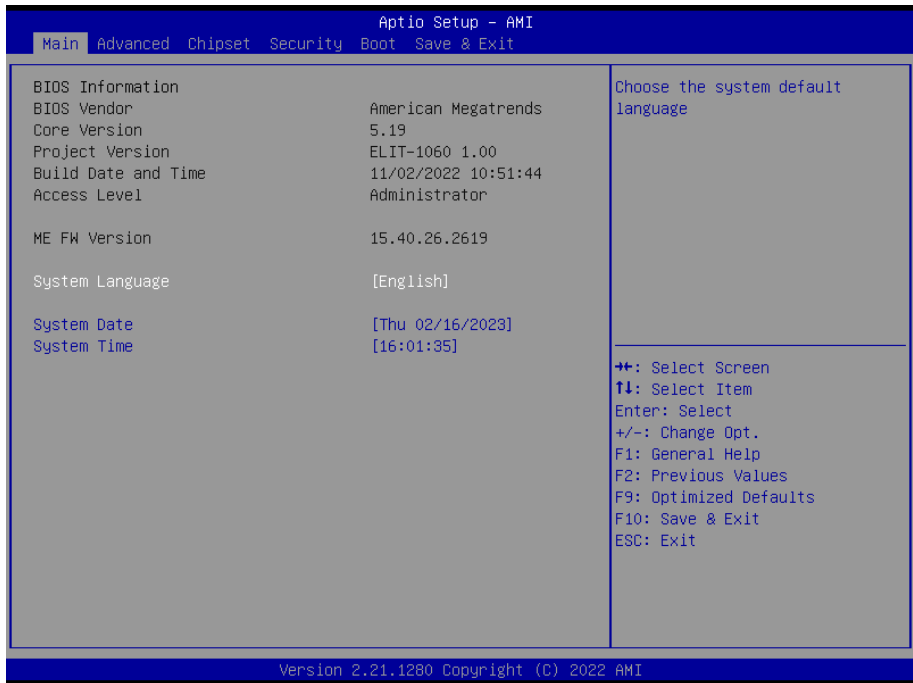 Aptio Setup – AMI
Main Advanced Chipset Security Boot Save & Exit
BIOS Information
BIOS Vendor American Megatrends
Core Version 5.19
Project Version ELIT-1060 1.00
Build Date and Time 11/02/2022 10:51:44
Access Level Administrator
ME FW Version 15.40.26.2619
System Language [English]
System Date [Thu 02/16/2023]
System Time [16:01:35]
Choose the system default
language
→←: Select Screen
↑↓: Select Item
Enter: Select
+/-: Change Opt.
F1: General Help
F2: Previous Values
F9: Optimized Defaults
F10: Save & Exit
ESC: Exit
Version 2.21.1280 Copyright (C) 2022 AMI